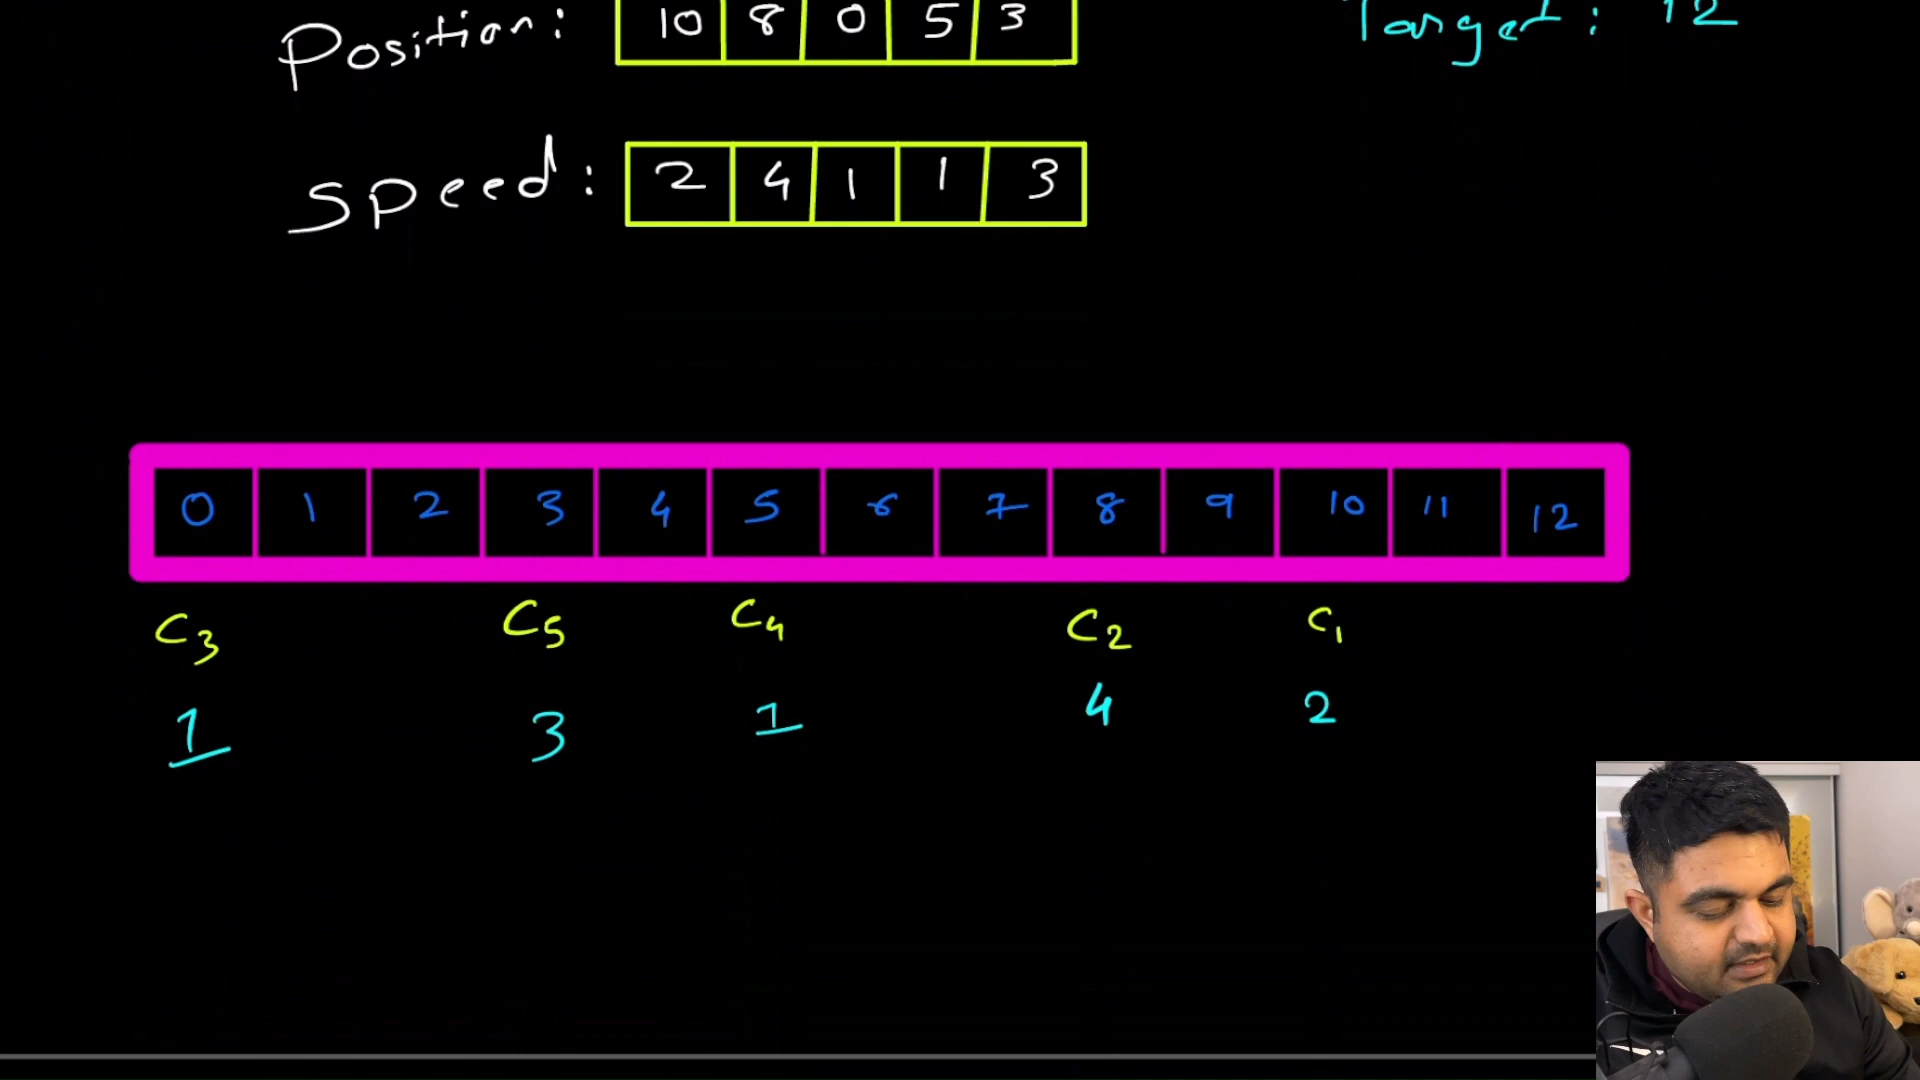 Position: 10 8 0 5 3
Target: 12
Speed: 2 4 1 1 3
0 1 2 3 4 5 6 7 8 9 10 11 12
C3 C5 C4 C2 C1
1 3 1 4 2